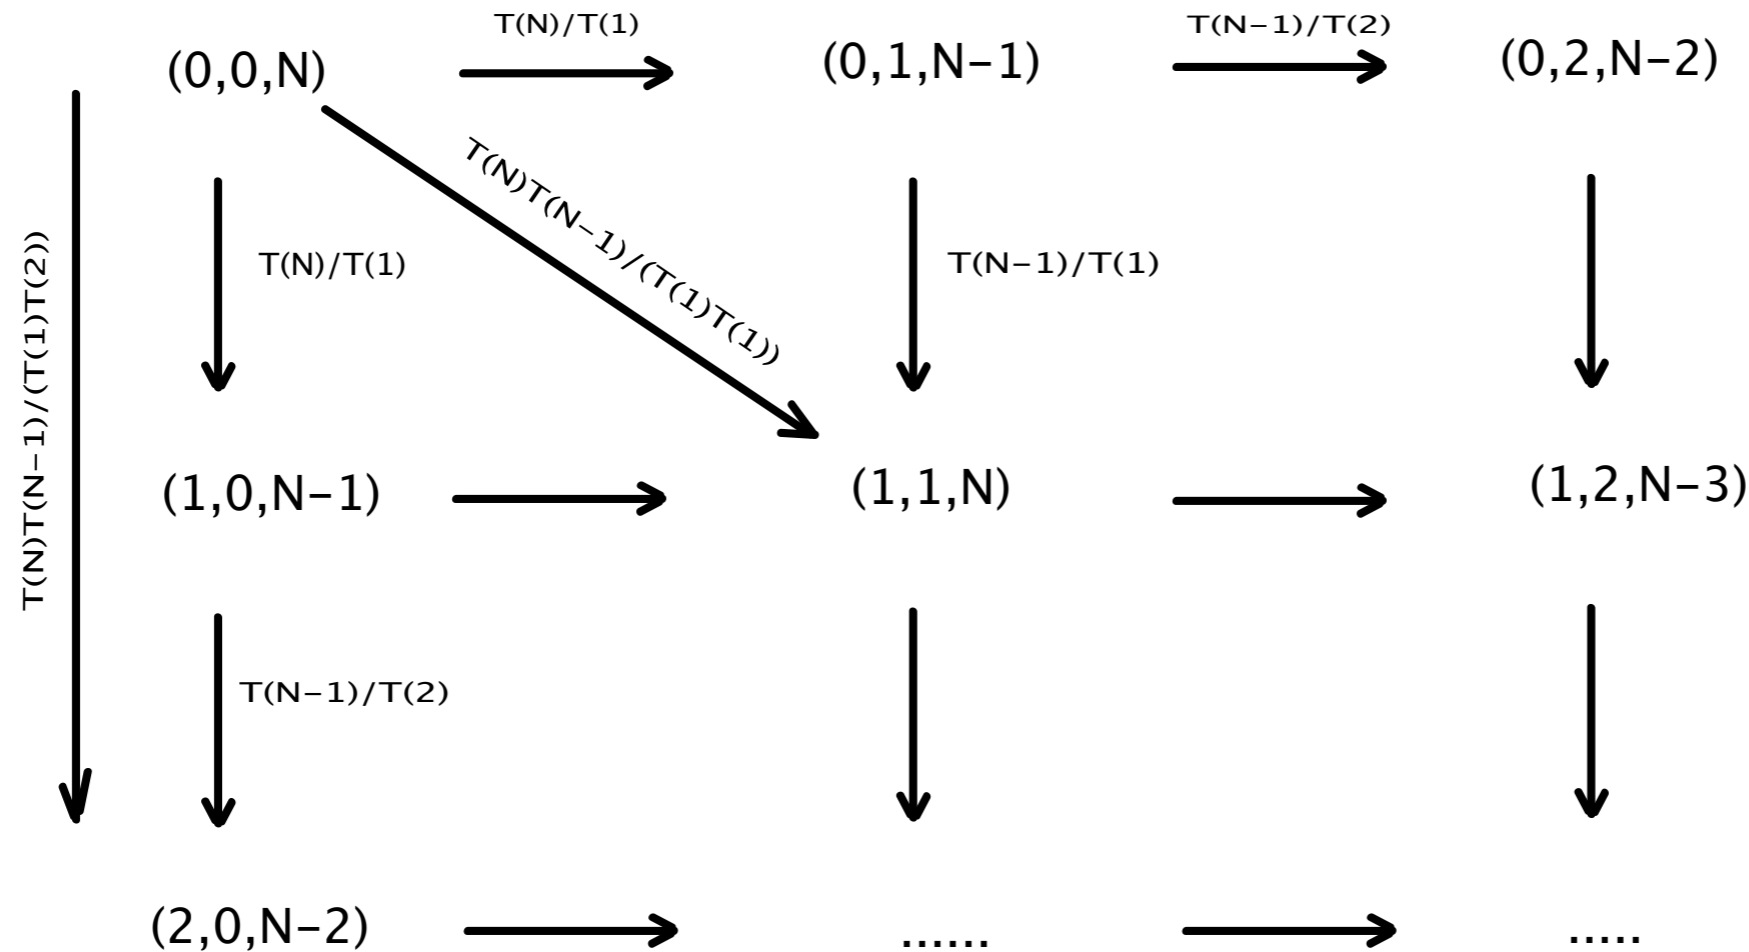 T(N)/T(1)
T(N-1)/T(2)
(0,0,N)
(0,1,N-1)
(0,2,N-2)
T(N)T(N-1)/(T(1)T(1))
T(N)T(N-1)/(T(1)T(2))
T(N)/T(1)
T(N-1)/T(1)
(1,0,N-1)
(1,1,N)
(1,2,N-3)
T(N-1)/T(2)
(2,0,N-2)
......
.....